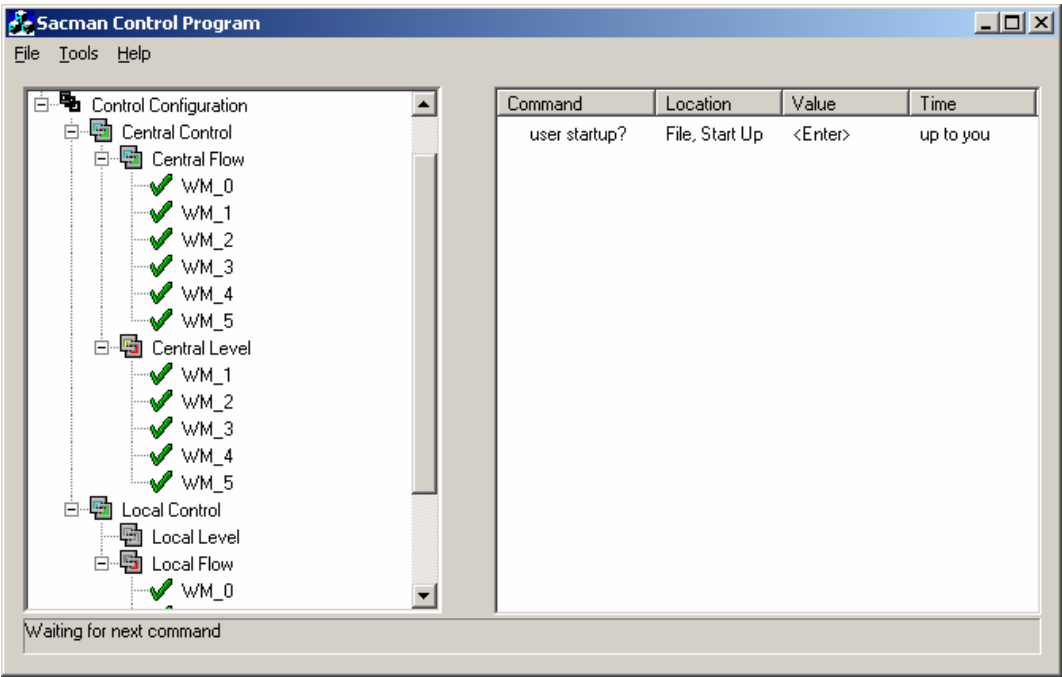 Sacman Control Program
File Tools Help
Control Configuration
Central Control
Central Flow
WM_0
WM_1
WM_2
WM_3
WM_4
WM_5
Central Level
WM_1
WM_2
WM_3
WM_4
WM_5
Local Control
Local Level
Local Flow
WM_0
Command Location Value Time
user startup? File, Start Up <Enter> up to you
Waiting for next command